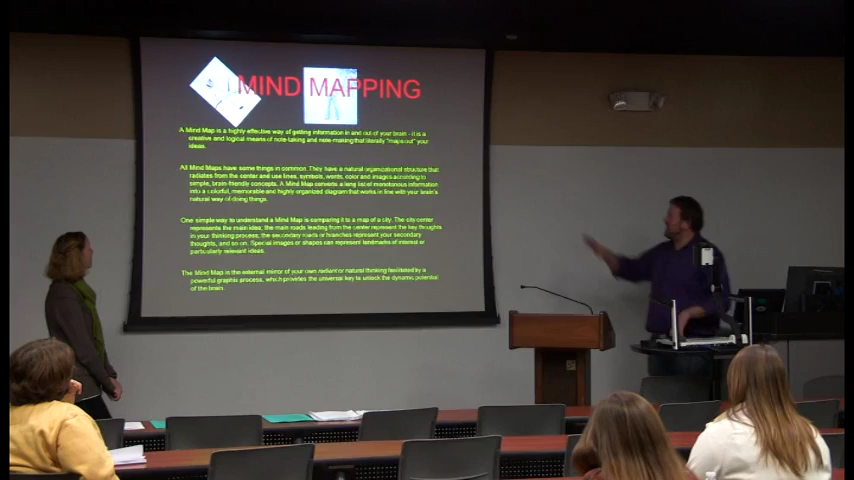 MIND MAPPING
A Mind Map is a highly effective way of getting information in and out of your brain - it is a
creative and logical means of note-taking and note-making that literally "maps out" your
ideas.
All Mind Maps have some things in common. They have a natural organizational structure that
radiates from the center and use lines, symbols, words, color and images according to
simple, brain-friendly concepts. A Mind Map converts a long list of monotonous information
into a colorful, memorable and highly organized diagram that works in line with your brain's
natural way of doing things.
One simple way to understand a Mind Map is comparing it to a map of a city. The city center
represents the main idea; the main roads leading from the center represent the key thoughts
in your thinking process; the secondary roads or branches represent your secondary
thoughts, and so on. Special images or shapes can represent landmarks of interest or
particularly relevant ideas.
The Mind Map is the external mirror of your own radiant or natural thinking facilitated by a
powerful graphic process, which provides the universal key to unlock the dynamic potential
of the brain.